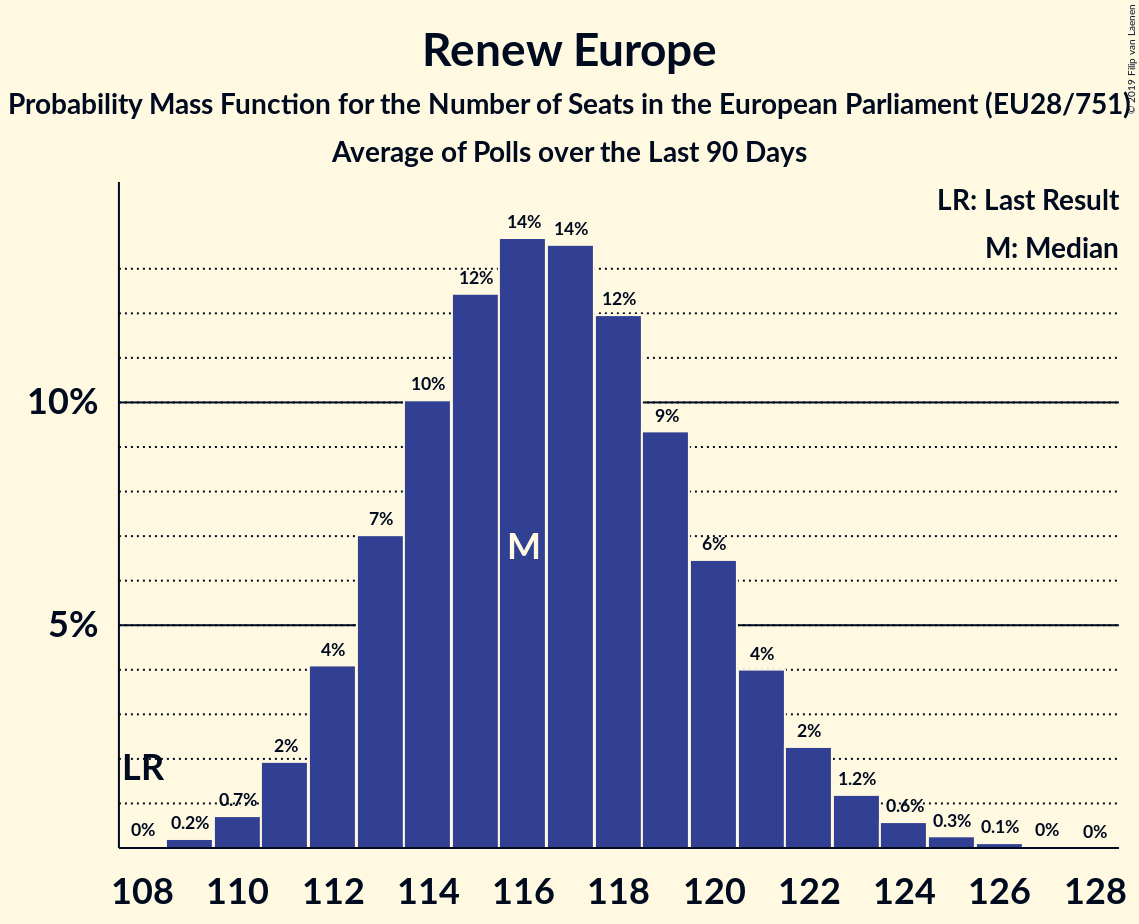 Renew Europe
Probability Mass Function for the Number of Seats in the European Parliament (EU28/751)
Average of Polls over the Last 90 Days
© 2019 Filip van Laenen
LR: Last Result
M: Median
10%
5%
LR
M
0%
0.2%
0.7%
2%
4%
7%
10%
12%
14%
14%
12%
9%
6%
4%
2%
1.2%
0.6%
0.3%
0.1%
0%
0%
108 110 112 114 116 118 120 122 124 126 128